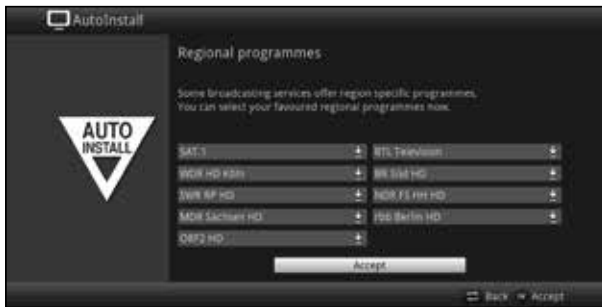 AutoInstall
Regional programmes
Some broadcasting services offer region specific programmes.
You can select your favoured regional programmes now.
AUTO
INSTALL
SAT.1
RTL Television
WDR HD Köln
BR Süd HD
SWR RP HD
NDR FS HH HD
MDR Sachsen HD
rbb Berlin HD
ORF2 HD
Accept
Back
Accept